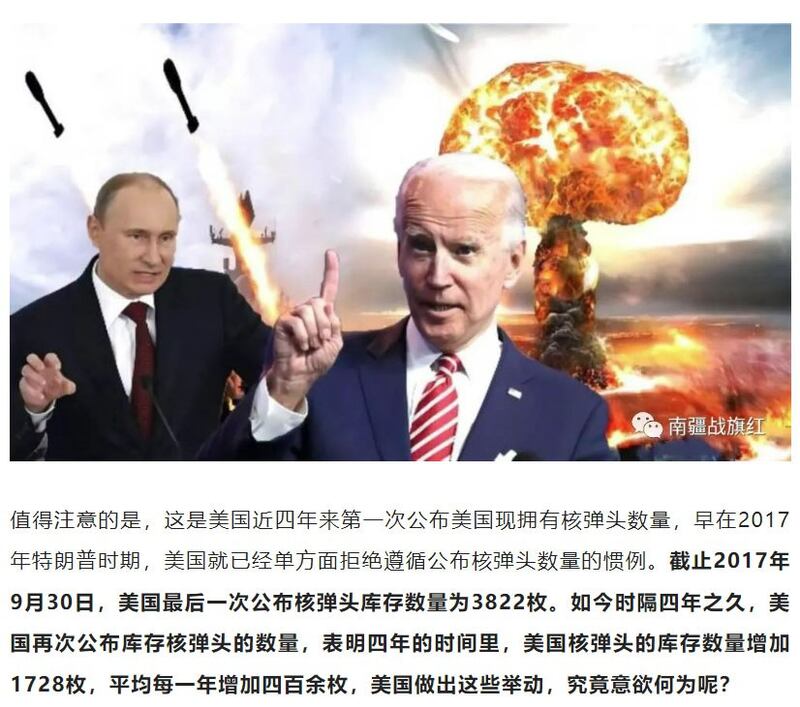 南疆战旗红
值得注意的是，这是美国近四年来第一次公布美国现拥有核弹头数量，早在2017
年特朗普时期，美国就已经单方面拒绝遵循公布核弹头数量的惯例。截止2017年
9月30日，美国最后一次公布核弹头库存数量为3822枚。如今时隔四年之久，美
国再次公布库存核弹头的数量，表明四年的时间里，美国核弹头的库存数量增加
1728枚，平均每一年增加四百余枚，美国做出这些举动，究竟意欲何为呢？